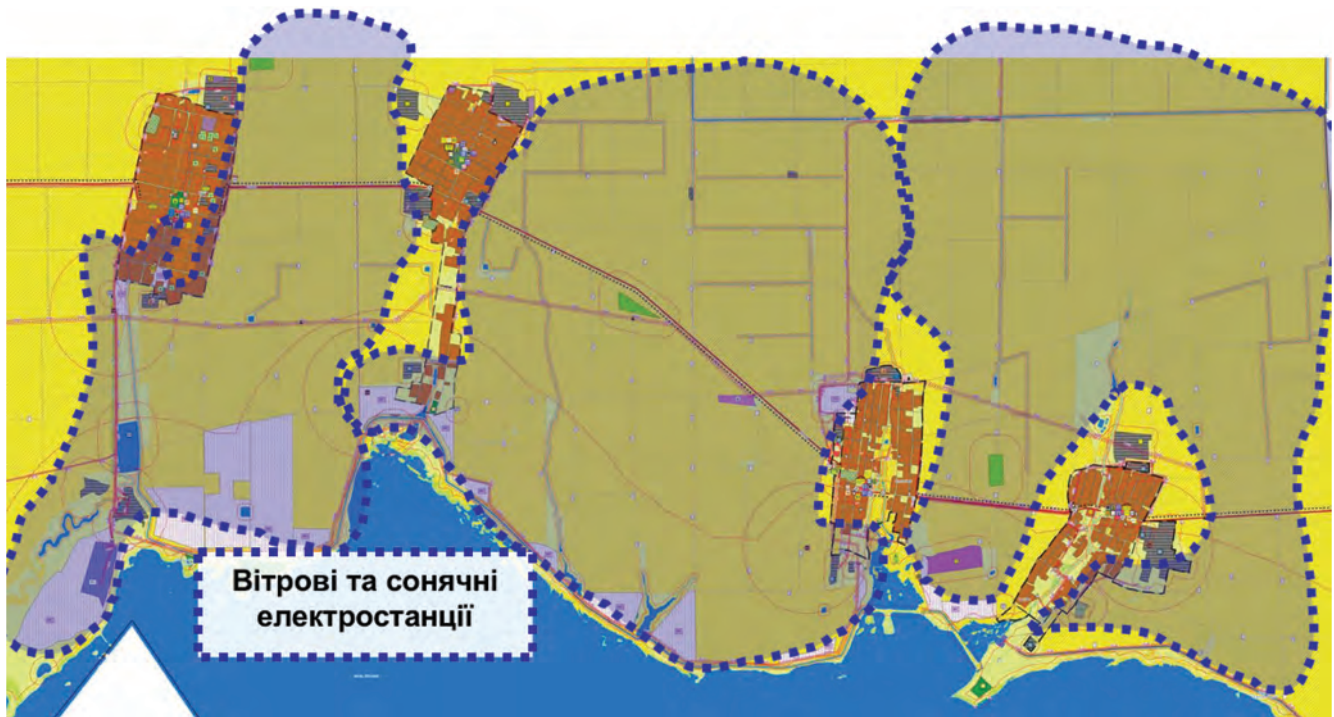 Вітрові та сонячні
електростанції